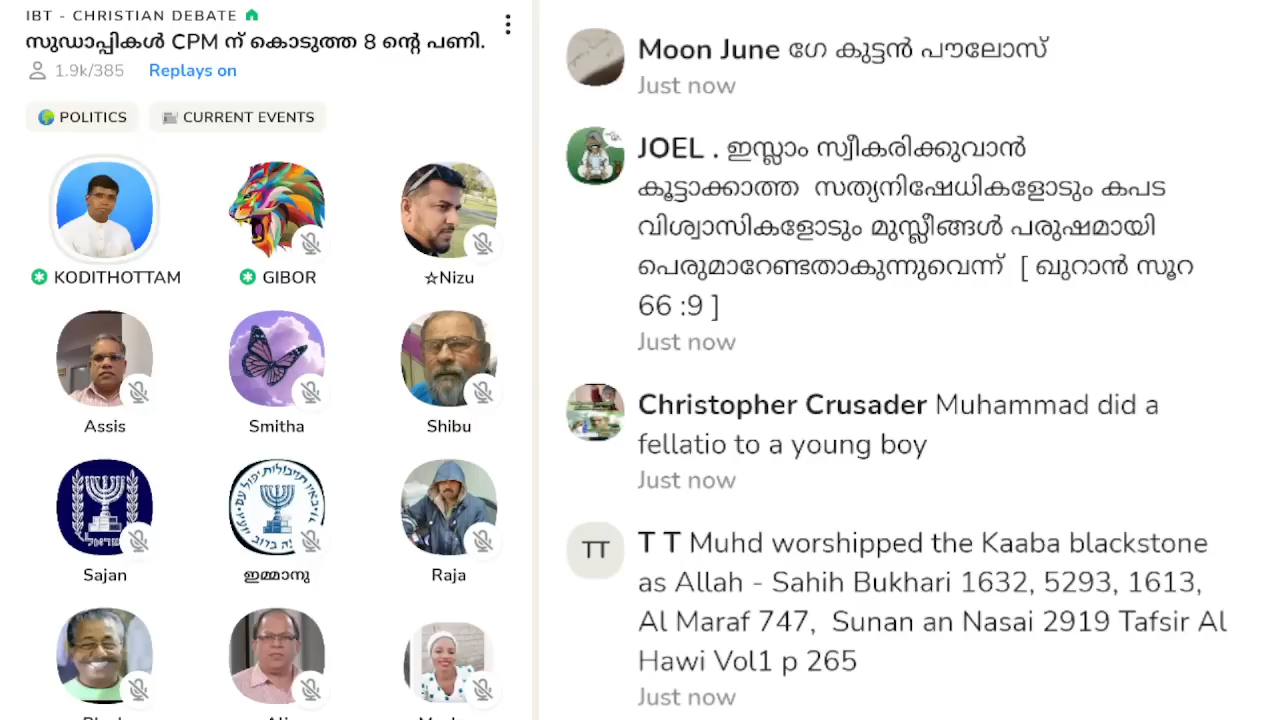 IBT - CHRISTIAN DEBATE
സുഡാപ്പികൾ CPM ന് കൊടുത്ത 8 ന്റെ പണി.
1.9k/385 Replays on
POLITICS CURRENT EVENTS
KODITHOTTAM GIBOR ☆Nizu
Assis Smitha Shibu
Sajan ഇമ്മാനു Raja
Moon June ഗേ കുട്ടൻ പൗലോസ്
Just now
JOEL . ഇസ്ലാം സ്വീകരിക്കുവാൻ
കൂട്ടാക്കാത്ത സത്യനിഷേധികളോടും കപട
വിശ്വാസികളോടും മുസ്ലീങ്ങൾ പരുഷമായി
പെരുമാറേണ്ടതാകുന്നുവെന്ന് [ ഖുറാൻ സൂറ
66 :9 ]
Just now
Christopher Crusader Muhammad did a
fellatio to a young boy
Just now
TT
T T Muhd worshipped the Kaaba blackstone
as Allah - Sahih Bukhari 1632, 5293, 1613,
Al Maraf 747, Sunan an Nasai 2919 Tafsir Al
Hawi Vol1 p 265
Just now